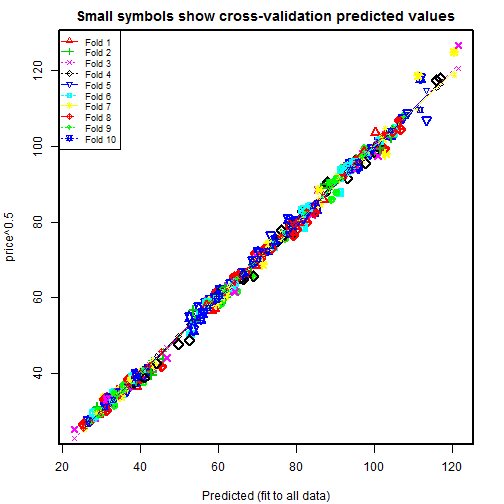 Small symbols show cross-validation predicted values
Fold 1
Fold 2
Fold 3
Fold 4
Fold 5
Fold 6
Fold 7
Fold 8
Fold 9
Fold 10
120
100
80
60
40
price^0.5
20 40 60 80 100 120
Predicted (fit to all data)